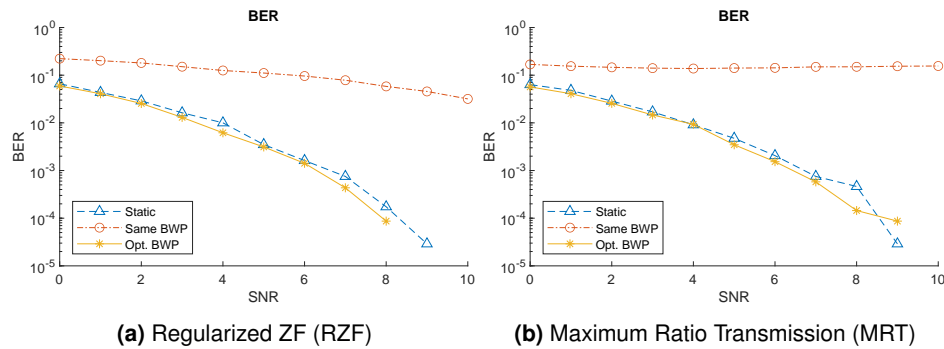 BER
10^0
10^-1
10^-2
10^-3
10^-4
10^-5
BER
0 2 4 6 8 10
SNR
Static
Same BWP
Opt. BWP
(a) Regularized ZF (RZF)
BER
10^0
10^-1
10^-2
10^-3
10^-4
10^-5
BER
0 2 4 6 8 10
SNR
Static
Same BWP
Opt. BWP
(b) Maximum Ratio Transmission (MRT)